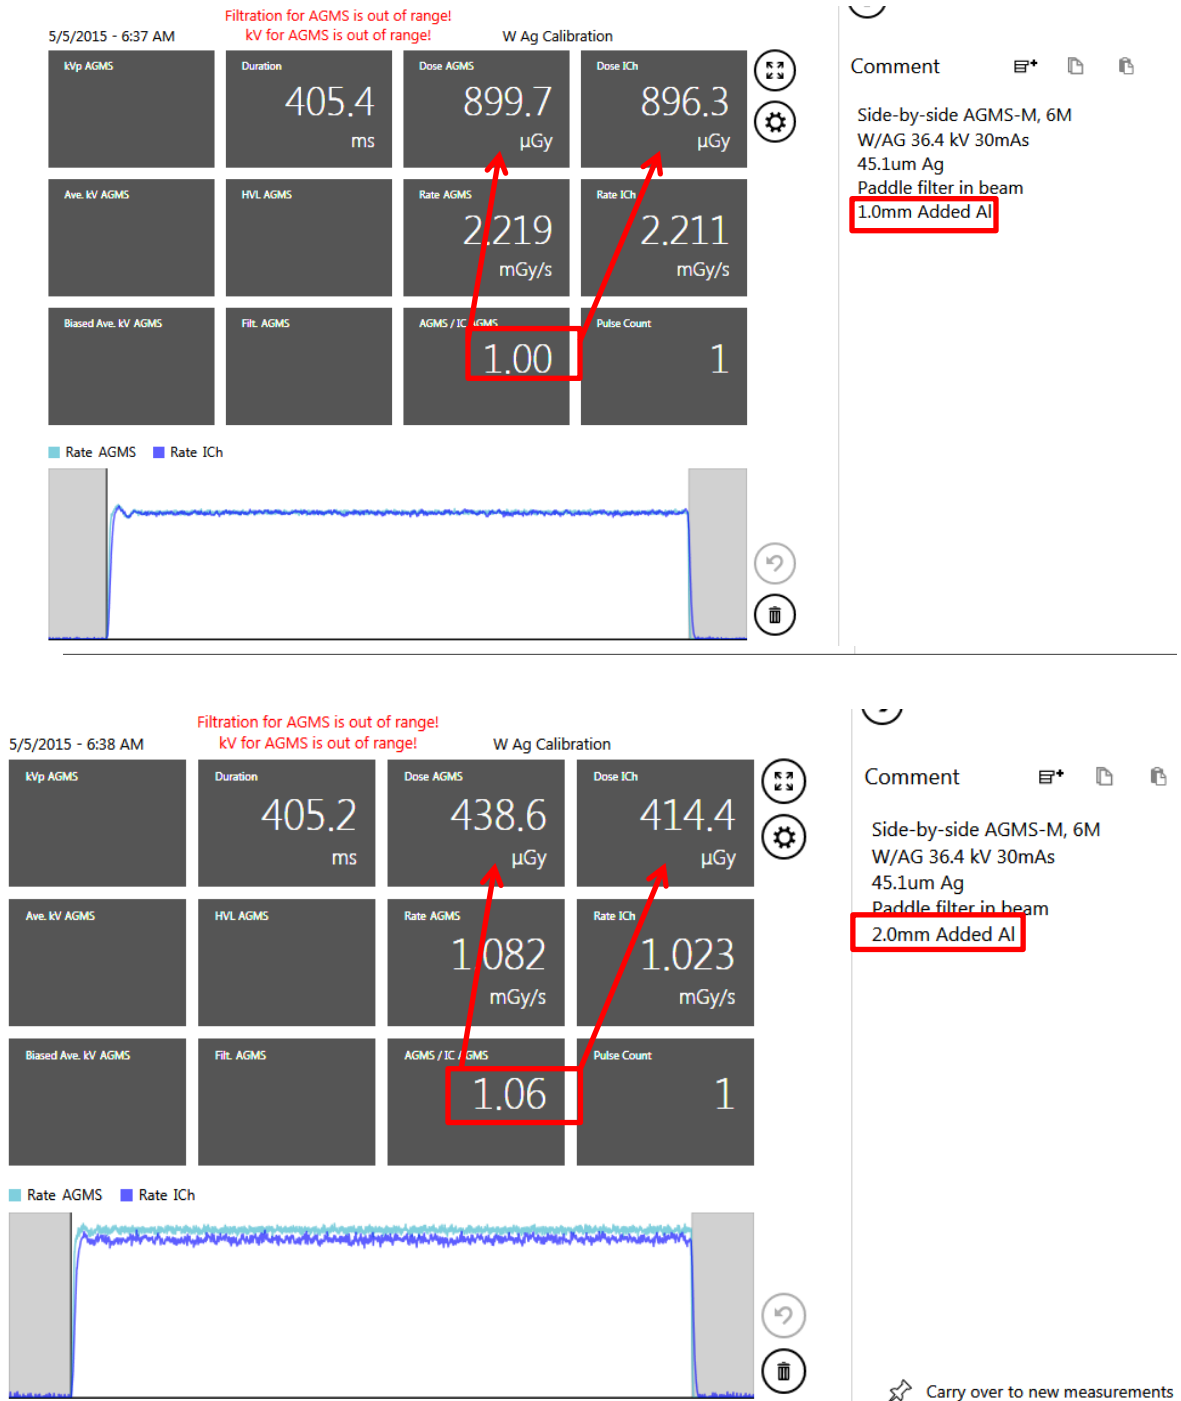 Filtration for AGMS is out of range!
5/5/2015 - 6:37 AM kV for AGMS is out of range! W Ag Calibration
kVp AGMS Duration Dose AGMS Dose ICh
405.4 899.7 896.3
ms µGy µGy
Ave. kV AGMS HVL AGMS Rate AGMS Rate ICh
2.219 2.211
mGy/s mGy/s
Biased Ave. kV AGMS Filt. AGMS AGMS / IC AGMS Pulse Count
1.00 1
Rate AGMS Rate ICh
Comment
Side-by-side AGMS-M, 6M
W/AG 36.4 kV 30mAs
45.1um Ag
Paddle filter in beam
1.0mm Added Al
Filtration for AGMS is out of range!
5/5/2015 - 6:38 AM kV for AGMS is out of range! W Ag Calibration
kVp AGMS Duration Dose AGMS Dose ICh
405.2 438.6 414.4
ms µGy µGy
Ave. kV AGMS HVL AGMS Rate AGMS Rate ICh
1.082 1.023
mGy/s mGy/s
Biased Ave. kV AGMS Filt. AGMS AGMS / IC AGMS Pulse Count
1.06 1
Rate AGMS Rate ICh
Comment
Side-by-side AGMS-M, 6M
W/AG 36.4 kV 30mAs
45.1um Ag
Paddle filter in beam
2.0mm Added Al
Carry over to new measurements